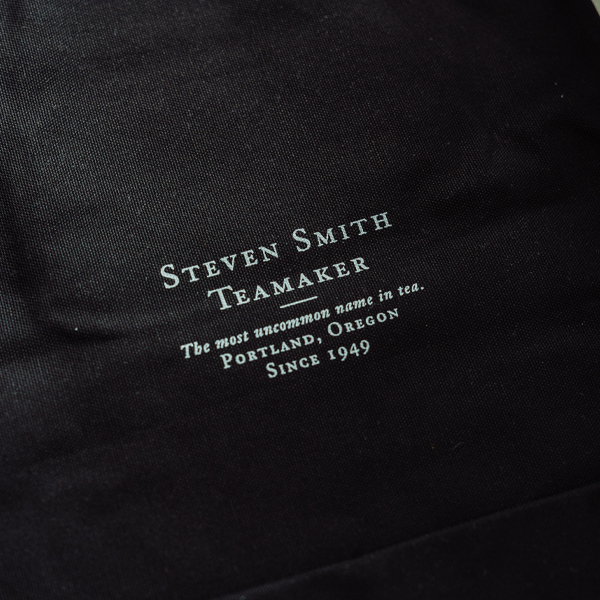 Steven Smith
Teamaker
The most uncommon name in tea.
Portland, Oregon
Since 1949